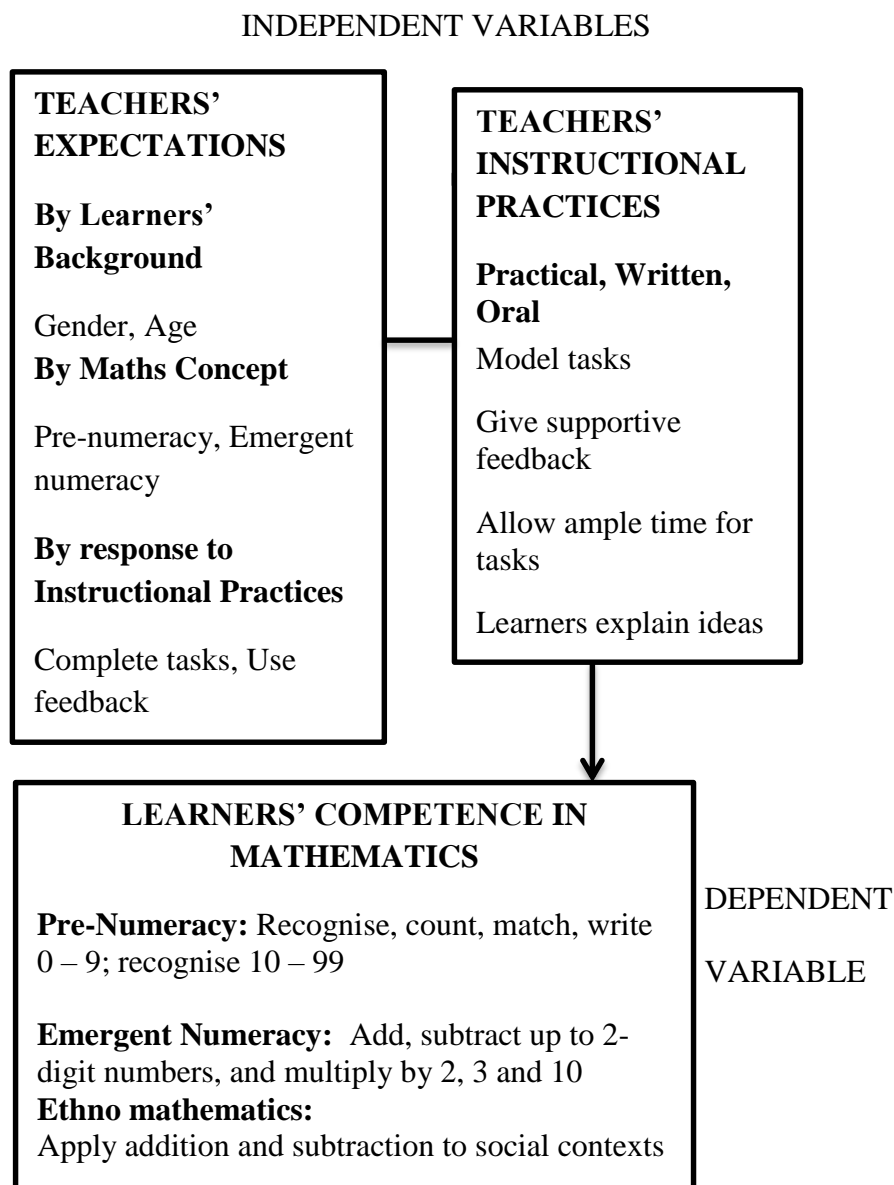 INDEPENDENT VARIABLES
TEACHERS’
EXPECTATIONS
By Learners’
Background
Gender, Age
By Maths Concept
Pre-numeracy, Emergent
numeracy
By response to
Instructional Practices
Complete tasks, Use
feedback
TEACHERS’
INSTRUCTIONAL
PRACTICES
Practical, Written,
Oral
Model tasks
Give supportive
feedback
Allow ample time for
tasks
Learners explain ideas
LEARNERS’ COMPETENCE IN
MATHEMATICS
Pre-Numeracy: Recognise, count, match, write
0 – 9; recognise 10 – 99
Emergent Numeracy:  Add, subtract up to 2-
digit numbers, and multiply by 2, 3 and 10
Ethno mathematics:
Apply addition and subtraction to social contexts
DEPENDENT
VARIABLE